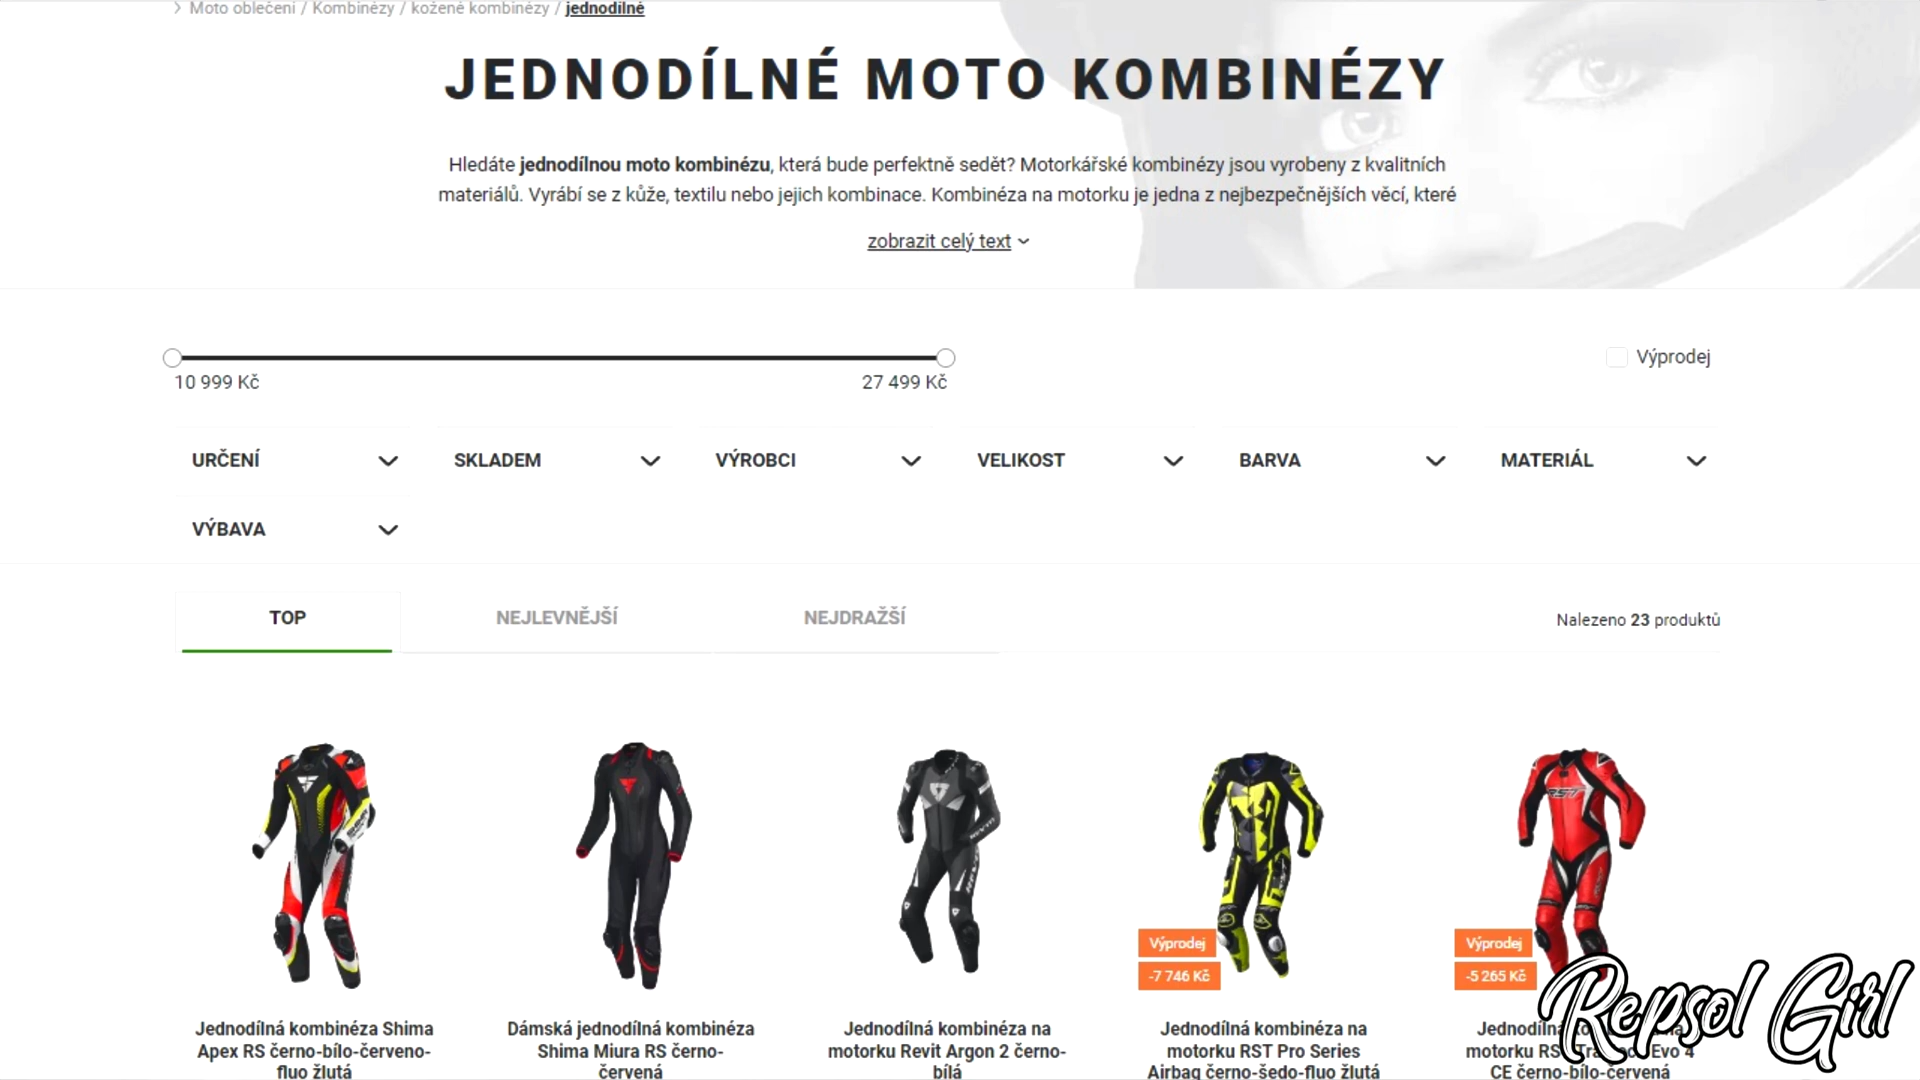 Moto oblečení / Kombinézy / kožené kombinézy / jednodílné
JEDNODÍLNÉ MOTO KOMBINÉZY
Hledáte jednodílnou moto kombinézu, která bude perfektně sedět? Motorkářské kombinézy jsou vyrobeny z kvalitních
materiálů. Vyrábí se z kůže, textilu nebo jejich kombinace. Kombinéza na motorku je jedna z nejbezpečnějších věcí, které
zobrazit celý text
10 999 Kč
27 499 Kč
Výprodej
URČENÍ
SKLADEM
VÝROBCI
VELIKOST
BARVA
MATERIÁL
VÝBAVA
TOP
NEJLEVNĚJŠÍ
NEJDRAŽŠÍ
Nalezeno 23 produktů
RST
Výprodej
-7 746 Kč
Výprodej
-5 265 Kč
Jednodílná kombinéza Shima
Apex RS černo-bílo-červeno-
fluo žlutá
Dámská jednodílná kombinéza
Shima Miura RS černo-
červená
Jednodílná kombinéza na
motorku Revit Argon 2 černo-
bílá
Jednodílná kombinéza na
motorku RST Pro Series
Airbag černo-šedo-fluo žlutá
motorku Evo 4
CE černo-bílo-červená
Repsol Girl